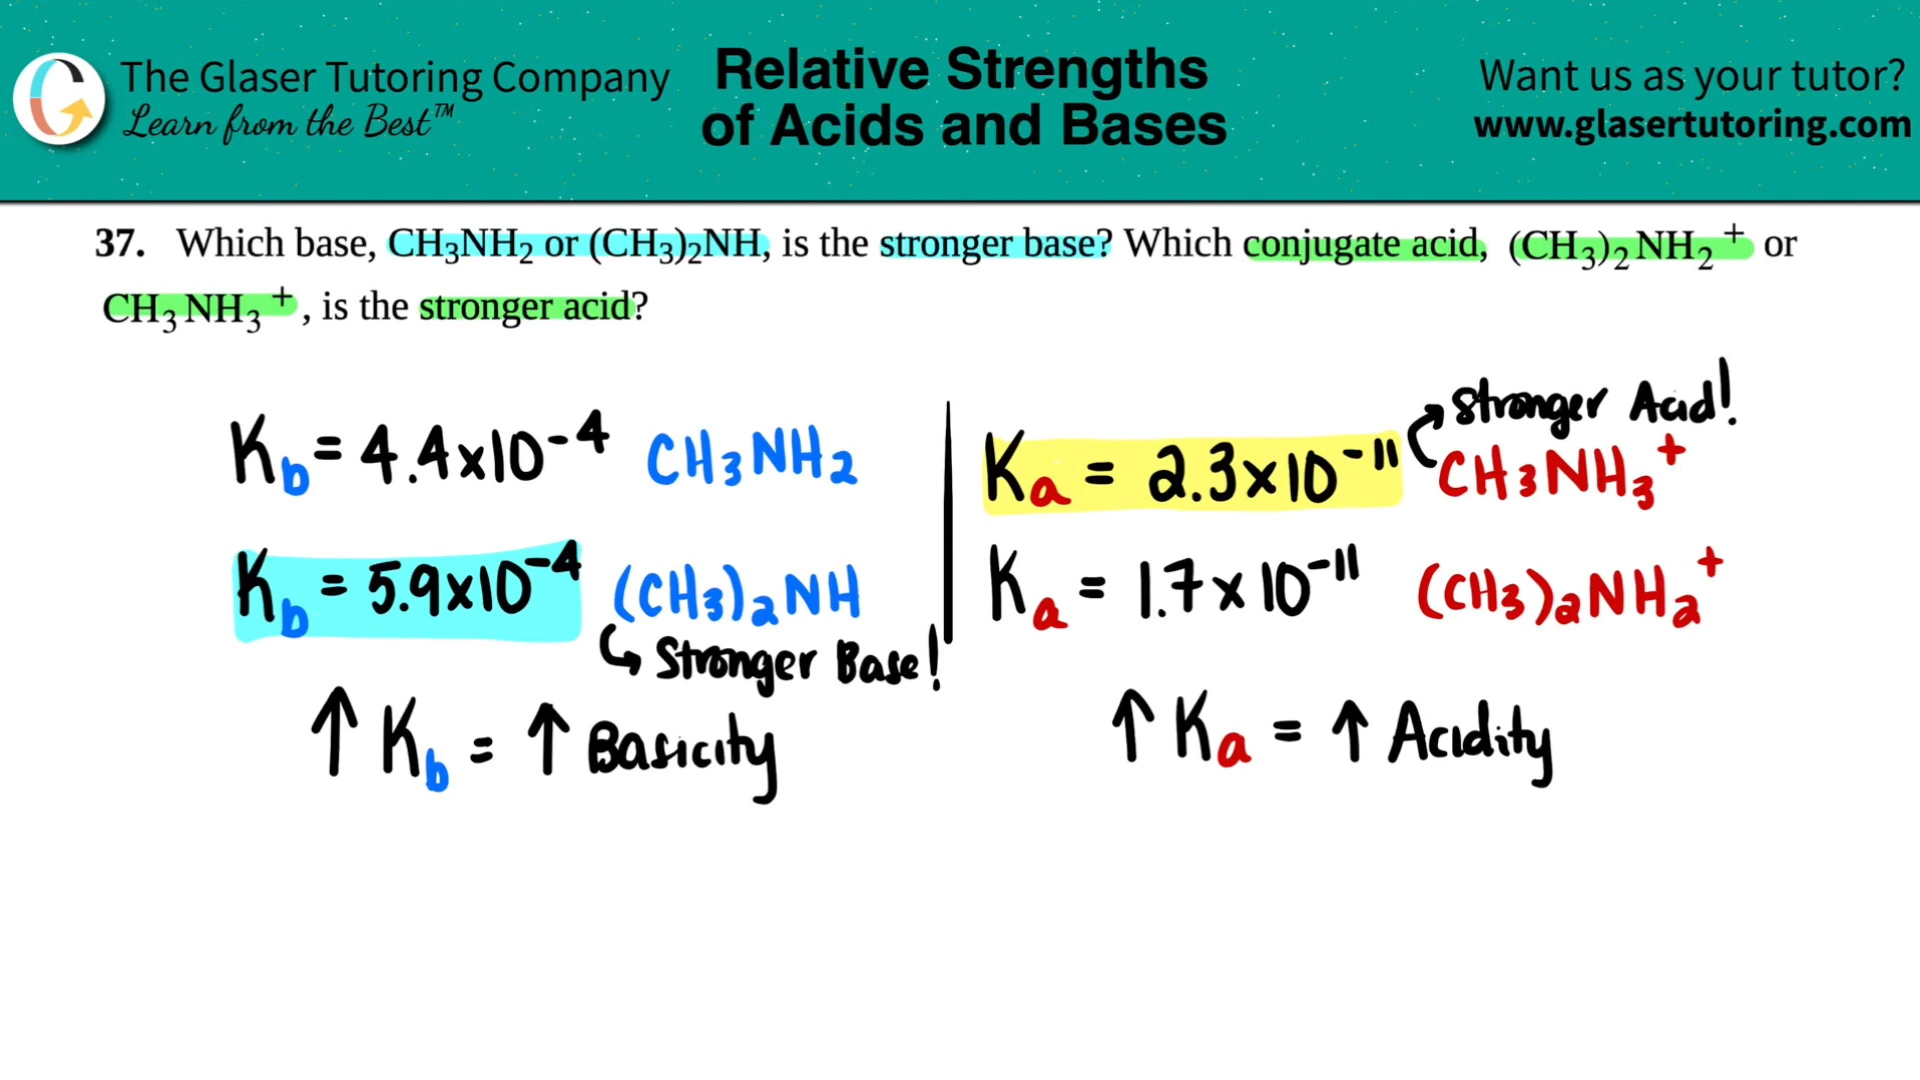 The Glaser Tutoring Company
Learn from the Best™
Relative Strengths
of Acids and Bases
Want us as your tutor?
www.glasertutoring.com
37. Which base, CH₃NH₂ or (CH₃)₂NH, is the stronger base? Which conjugate acid, (CH₃)₂NH₂⁺ or
CH₃NH₃⁺, is the stronger acid?
K_b = 4.4x10⁻⁴ CH₃NH₂
K_b = 5.9x10⁻⁴ (CH₃)₂NH
Stronger Base!
↑ K_b = ↑ Basicity
Stronger Acid!
Kₐ = 2.3x10⁻¹¹ CH₃NH₃⁺
Kₐ = 1.7x10⁻¹¹ (CH₃)₂NH₂⁺
↑ Kₐ = ↑ Acidity